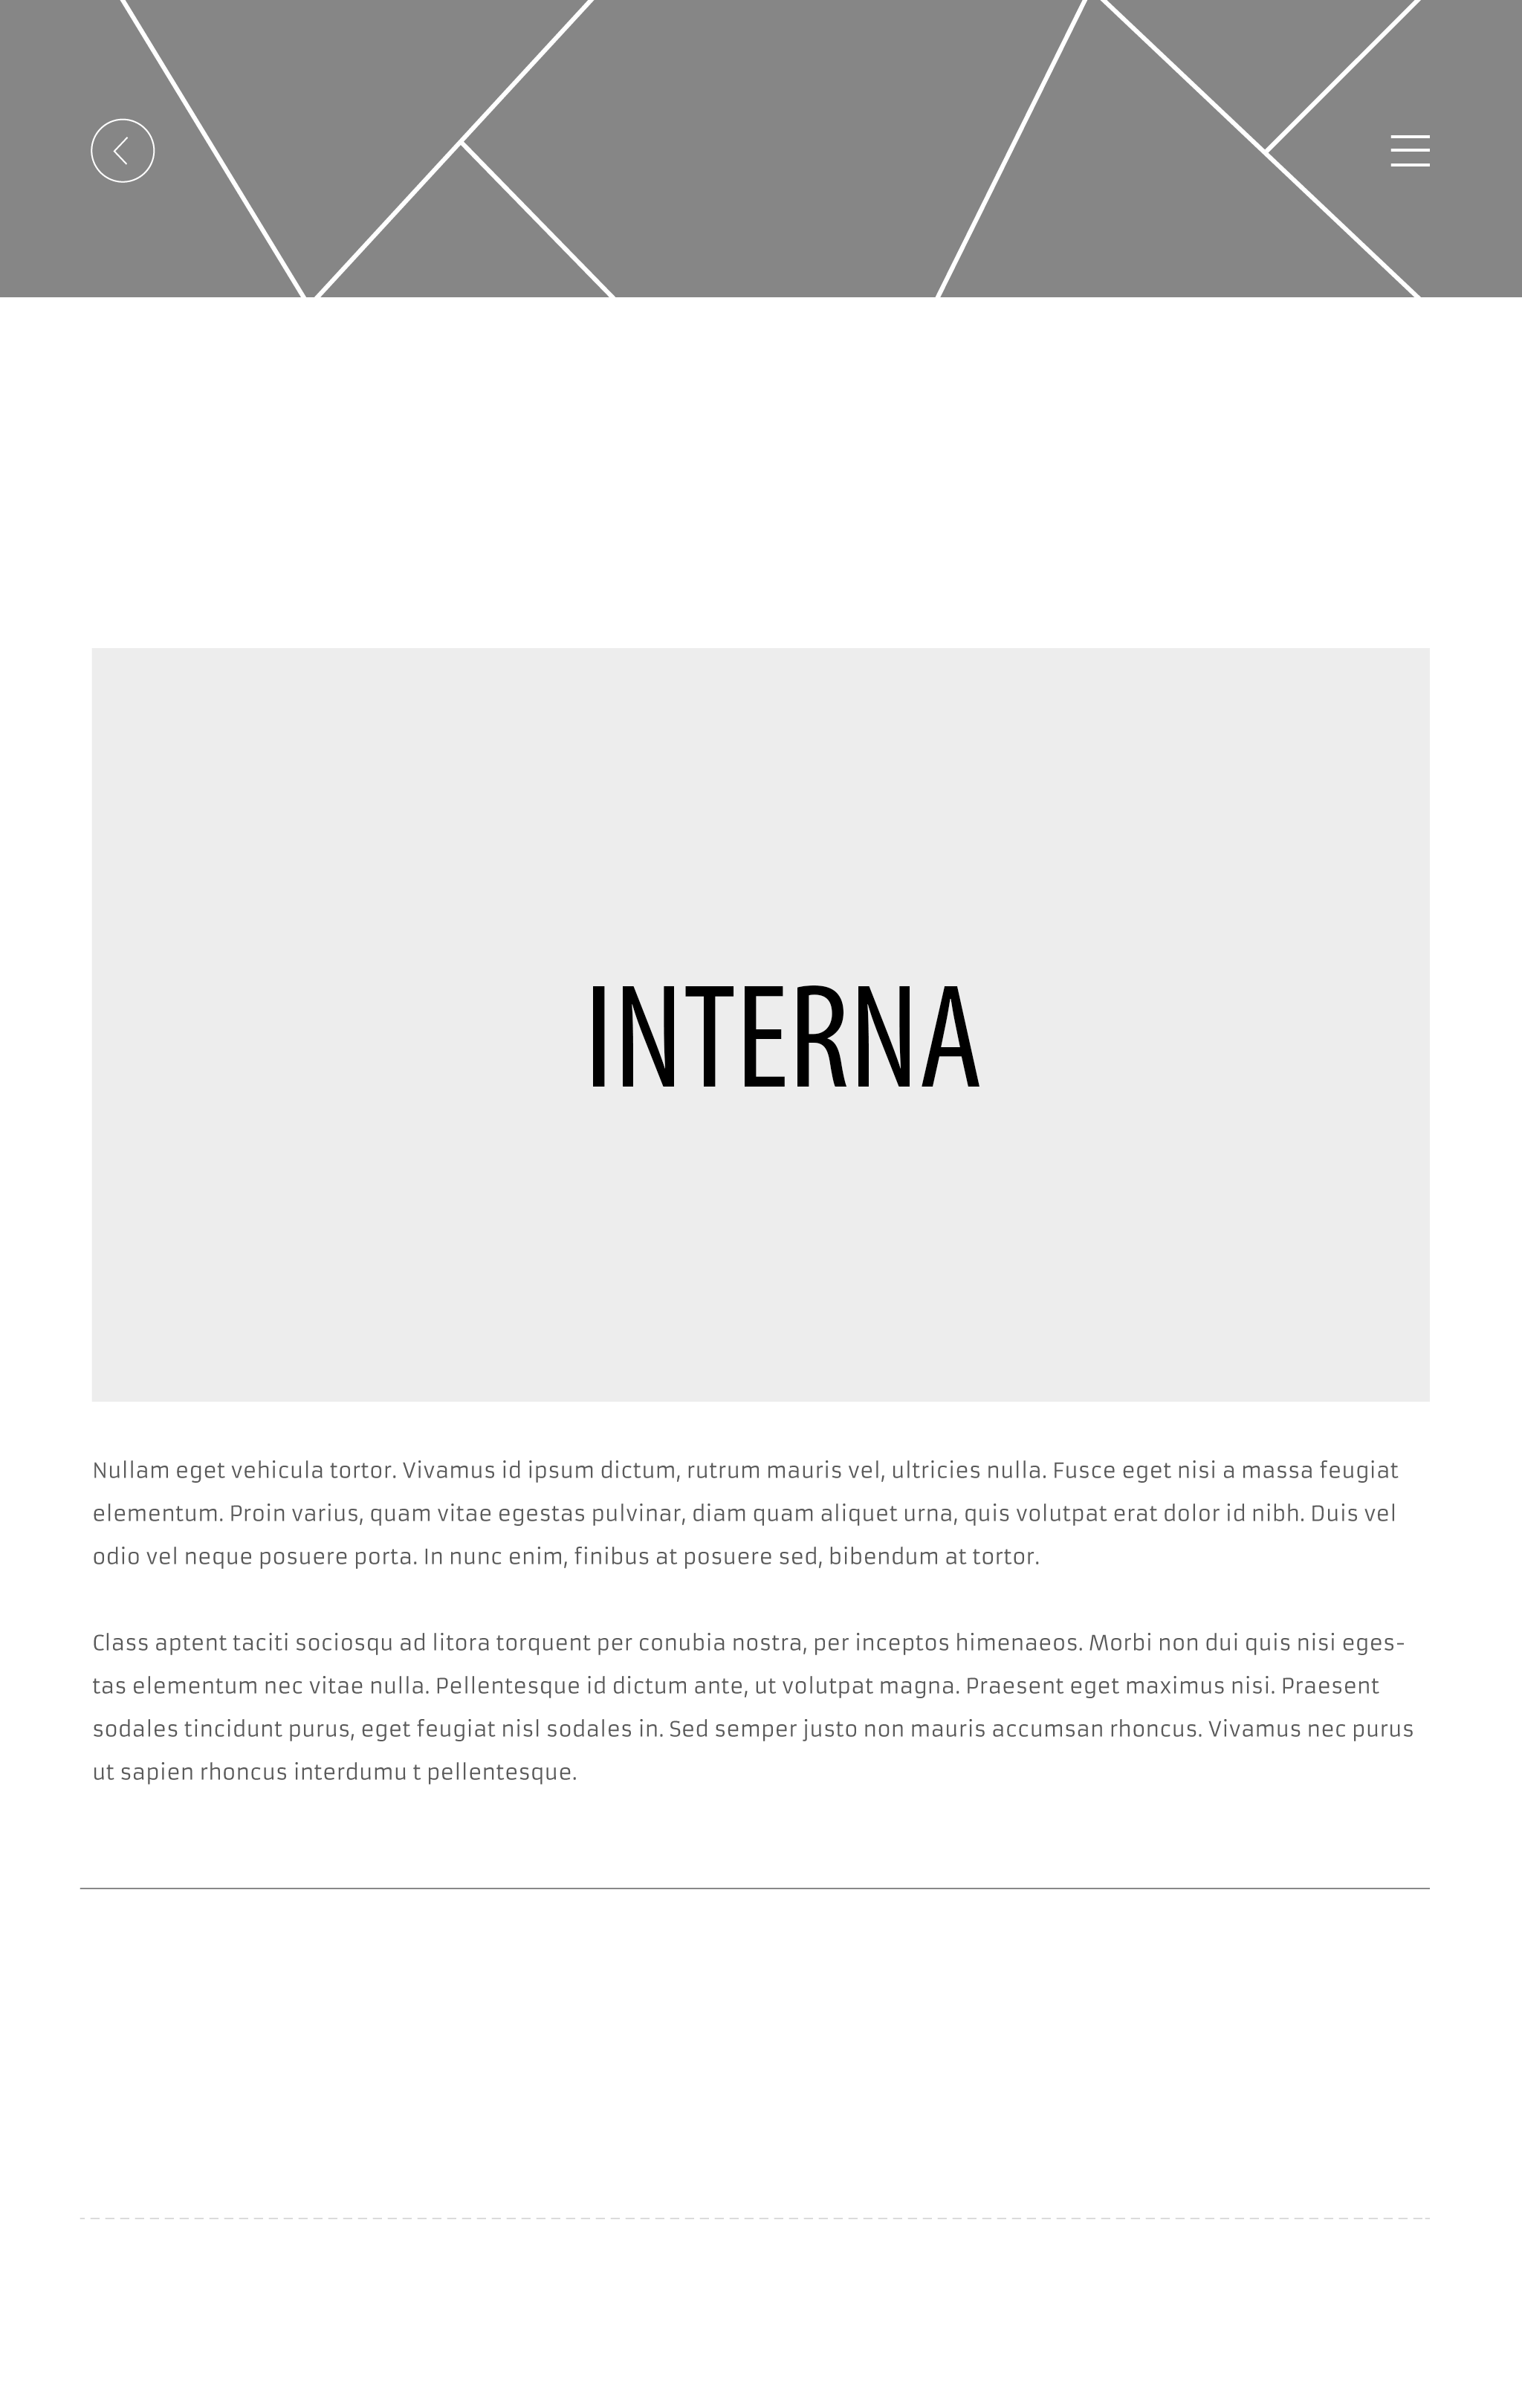 INTERNA
Nullam eget vehicula tortor. Vivamus id ipsum dictum, rutrum mauris vel, ultricies nulla. Fusce eget nisi a massa feugiat
elementum. Proin varius, quam vitae egestas pulvinar, diam quam aliquet urna, quis volutpat erat dolor id nibh. Duis vel
odio vel neque posuere porta. In nunc enim, finibus at posuere sed, bibendum at tortor.
Class aptent taciti sociosqu ad litora torquent per conubia nostra, per inceptos himenaeos. Morbi non dui quis nisi eges-
tas elementum nec vitae nulla. Pellentesque id dictum ante, ut volutpat magna. Praesent eget maximus nisi. Praesent
sodales tincidunt purus, eget feugiat nisl sodales in. Sed semper justo non mauris accumsan rhoncus. Vivamus nec purus
ut sapien rhoncus interdumu t pellentesque.